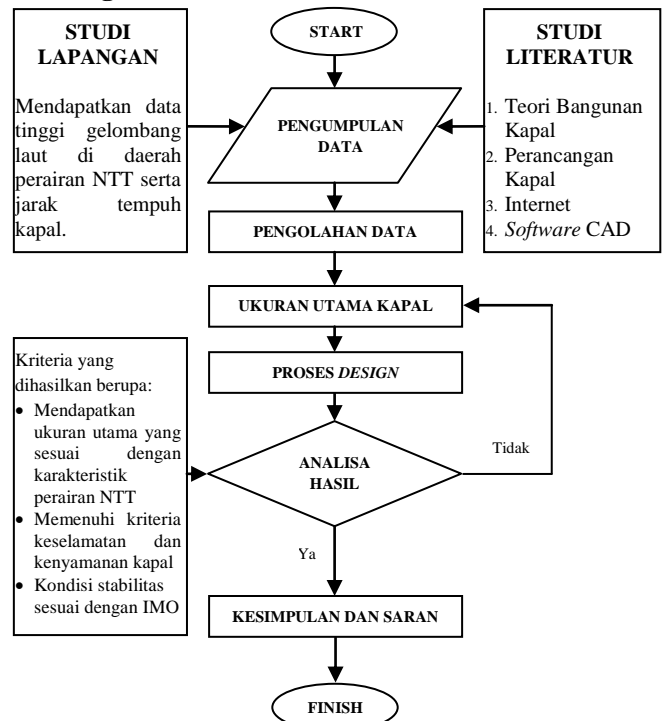 STUDI
LAPANGAN
Mendapatkan data
tinggi gelombang
laut di daerah
perairan NTT serta
jarak tempuh
kapal.
START
PENGUMPULAN
DATA
STUDI
LITERATUR
1. Teori Bangunan
Kapal
2. Perancangan
Kapal
3. Internet
4. Software CAD
PENGOLAHAN DATA
UKURAN UTAMA KAPAL
PROSES DESIGN
Kriteria yang
dihasilkan berupa:
• Mendapatkan
ukuran utama yang
sesuai dengan
karakteristik
perairan NTT
• Memenuhi kriteria
keselamatan dan
kenyamanan kapal
• Kondisi stabilitas
sesuai dengan IMO
ANALISA
HASIL
Tidak
Ya
KESIMPULAN DAN SARAN
FINISH